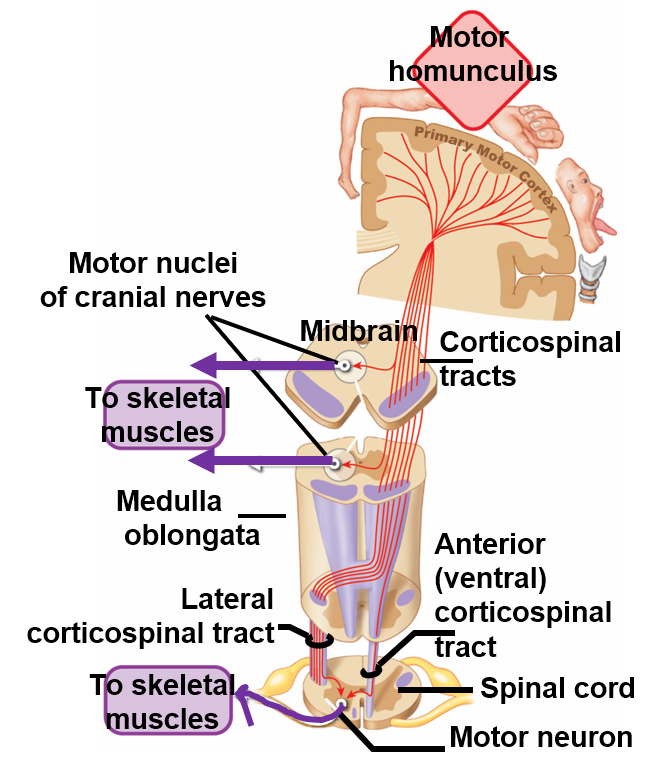 Motor
homunculus
Primary Motor Cortex
Motor nuclei
of cranial nerves
Midbrain
Corticospinal
tracts
To skeletal
muscles
Medulla
oblongata
Anterior
(ventral)
corticospinal
tract
Lateral
corticospinal tract
To skeletal
muscles
Spinal cord
Motor neuron